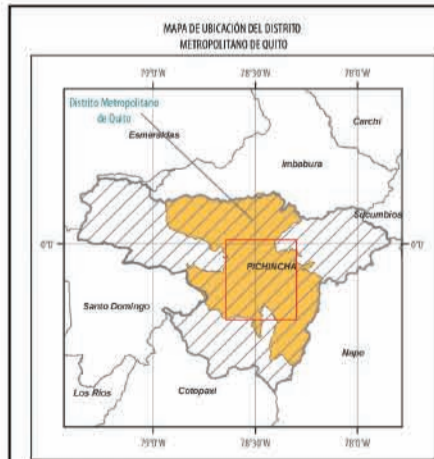 MAPA DE UBICACIÓN DEL DISTRITO
METROPOLITANO DE QUITO
79°0'W
78°30'W
78°0'W
Distrito Metropolitano
de Quito
Esmeraldas
Carchi
Imbabura
Sucumbios
0°0'
0°0'
PICHINCHA
Santo Domingo
Napo
Los Ríos
Cotopaxi
79°0'W
78°30'W
78°0'W